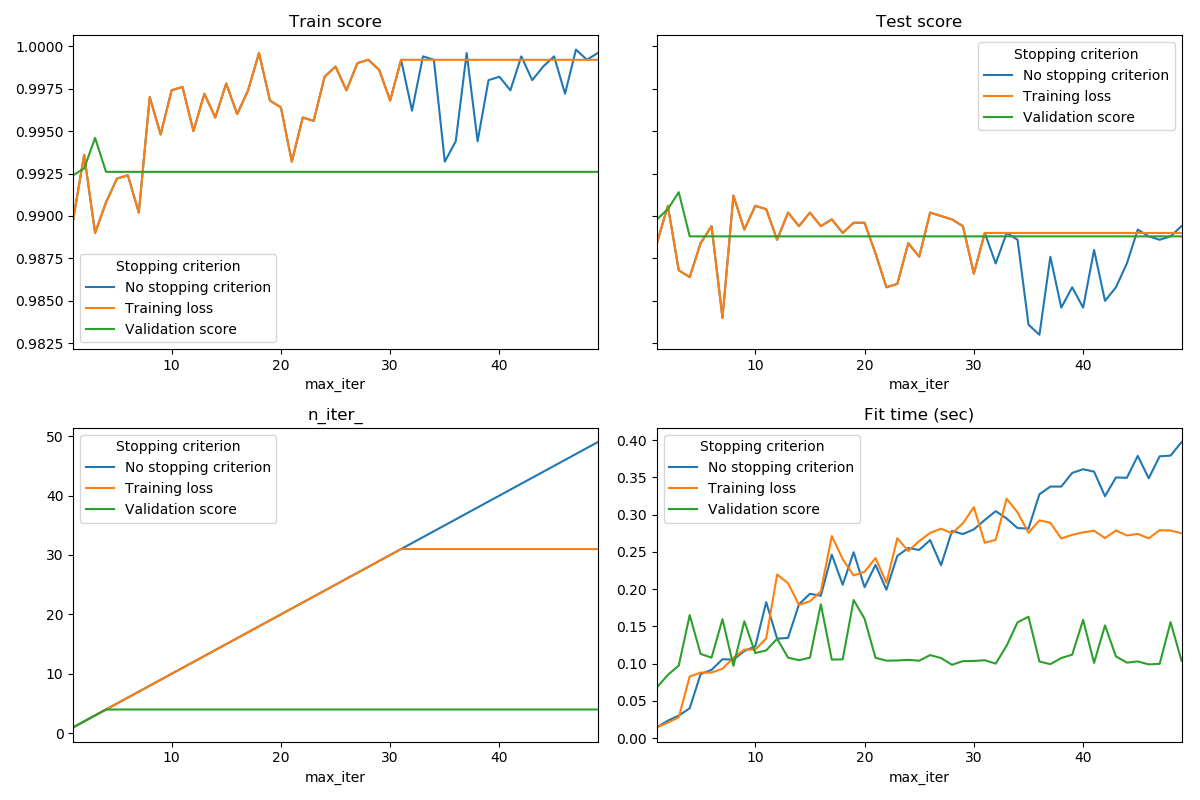 Train score
1.0000
0.9975
0.9950
0.9925
0.9900
0.9875
0.9850
0.9825
Stopping criterion
No stopping criterion
Training loss
Validation score
10 20 30 40
max_iter
Test score
Stopping criterion
No stopping criterion
Training loss
Validation score
10 20 30 40
max_iter
n_iter_
50
40
30
20
10
0
Stopping criterion
No stopping criterion
Training loss
Validation score
10 20 30 40
max_iter
Fit time (sec)
0.40
0.35
0.30
0.25
0.20
0.15
0.10
0.05
0.00
Stopping criterion
No stopping criterion
Training loss
Validation score
10 20 30 40
max_iter